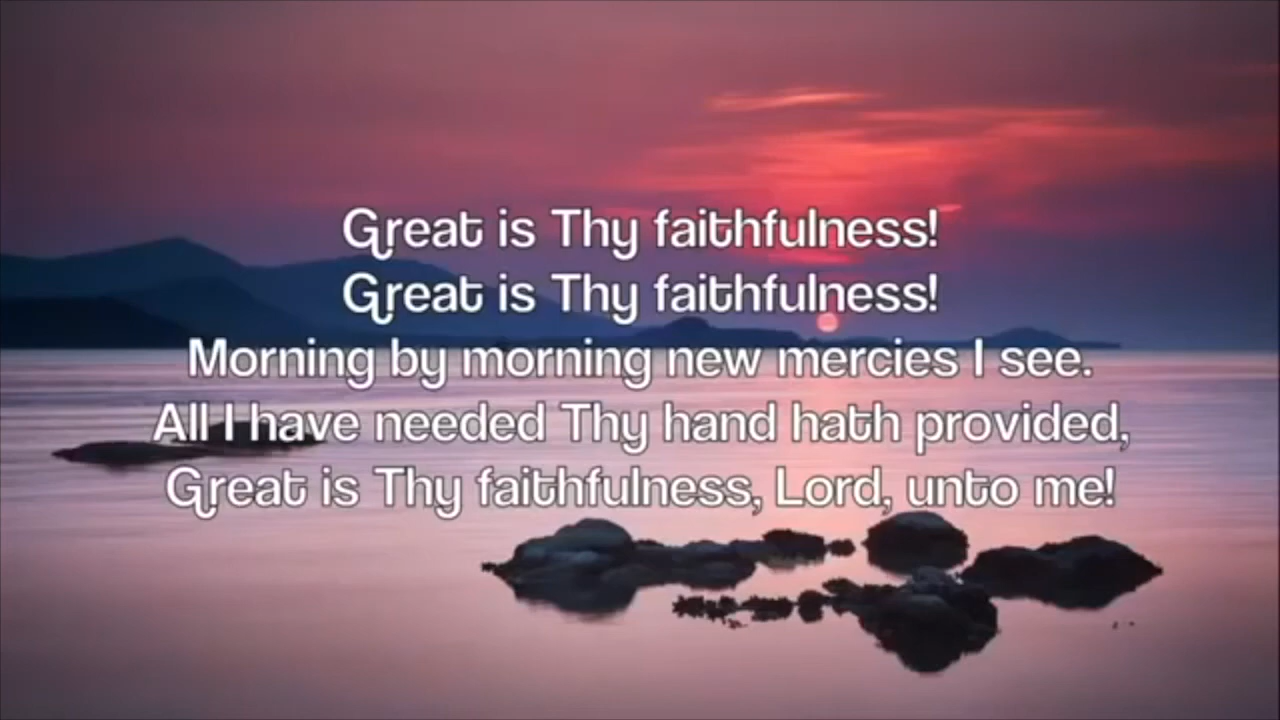 Great is Thy faithfulness!
Great is Thy faithfulness!
Morning by morning new mercies I see.
All I have needed Thy hand hath provided,
Great is Thy faithfulness, Lord, unto me!